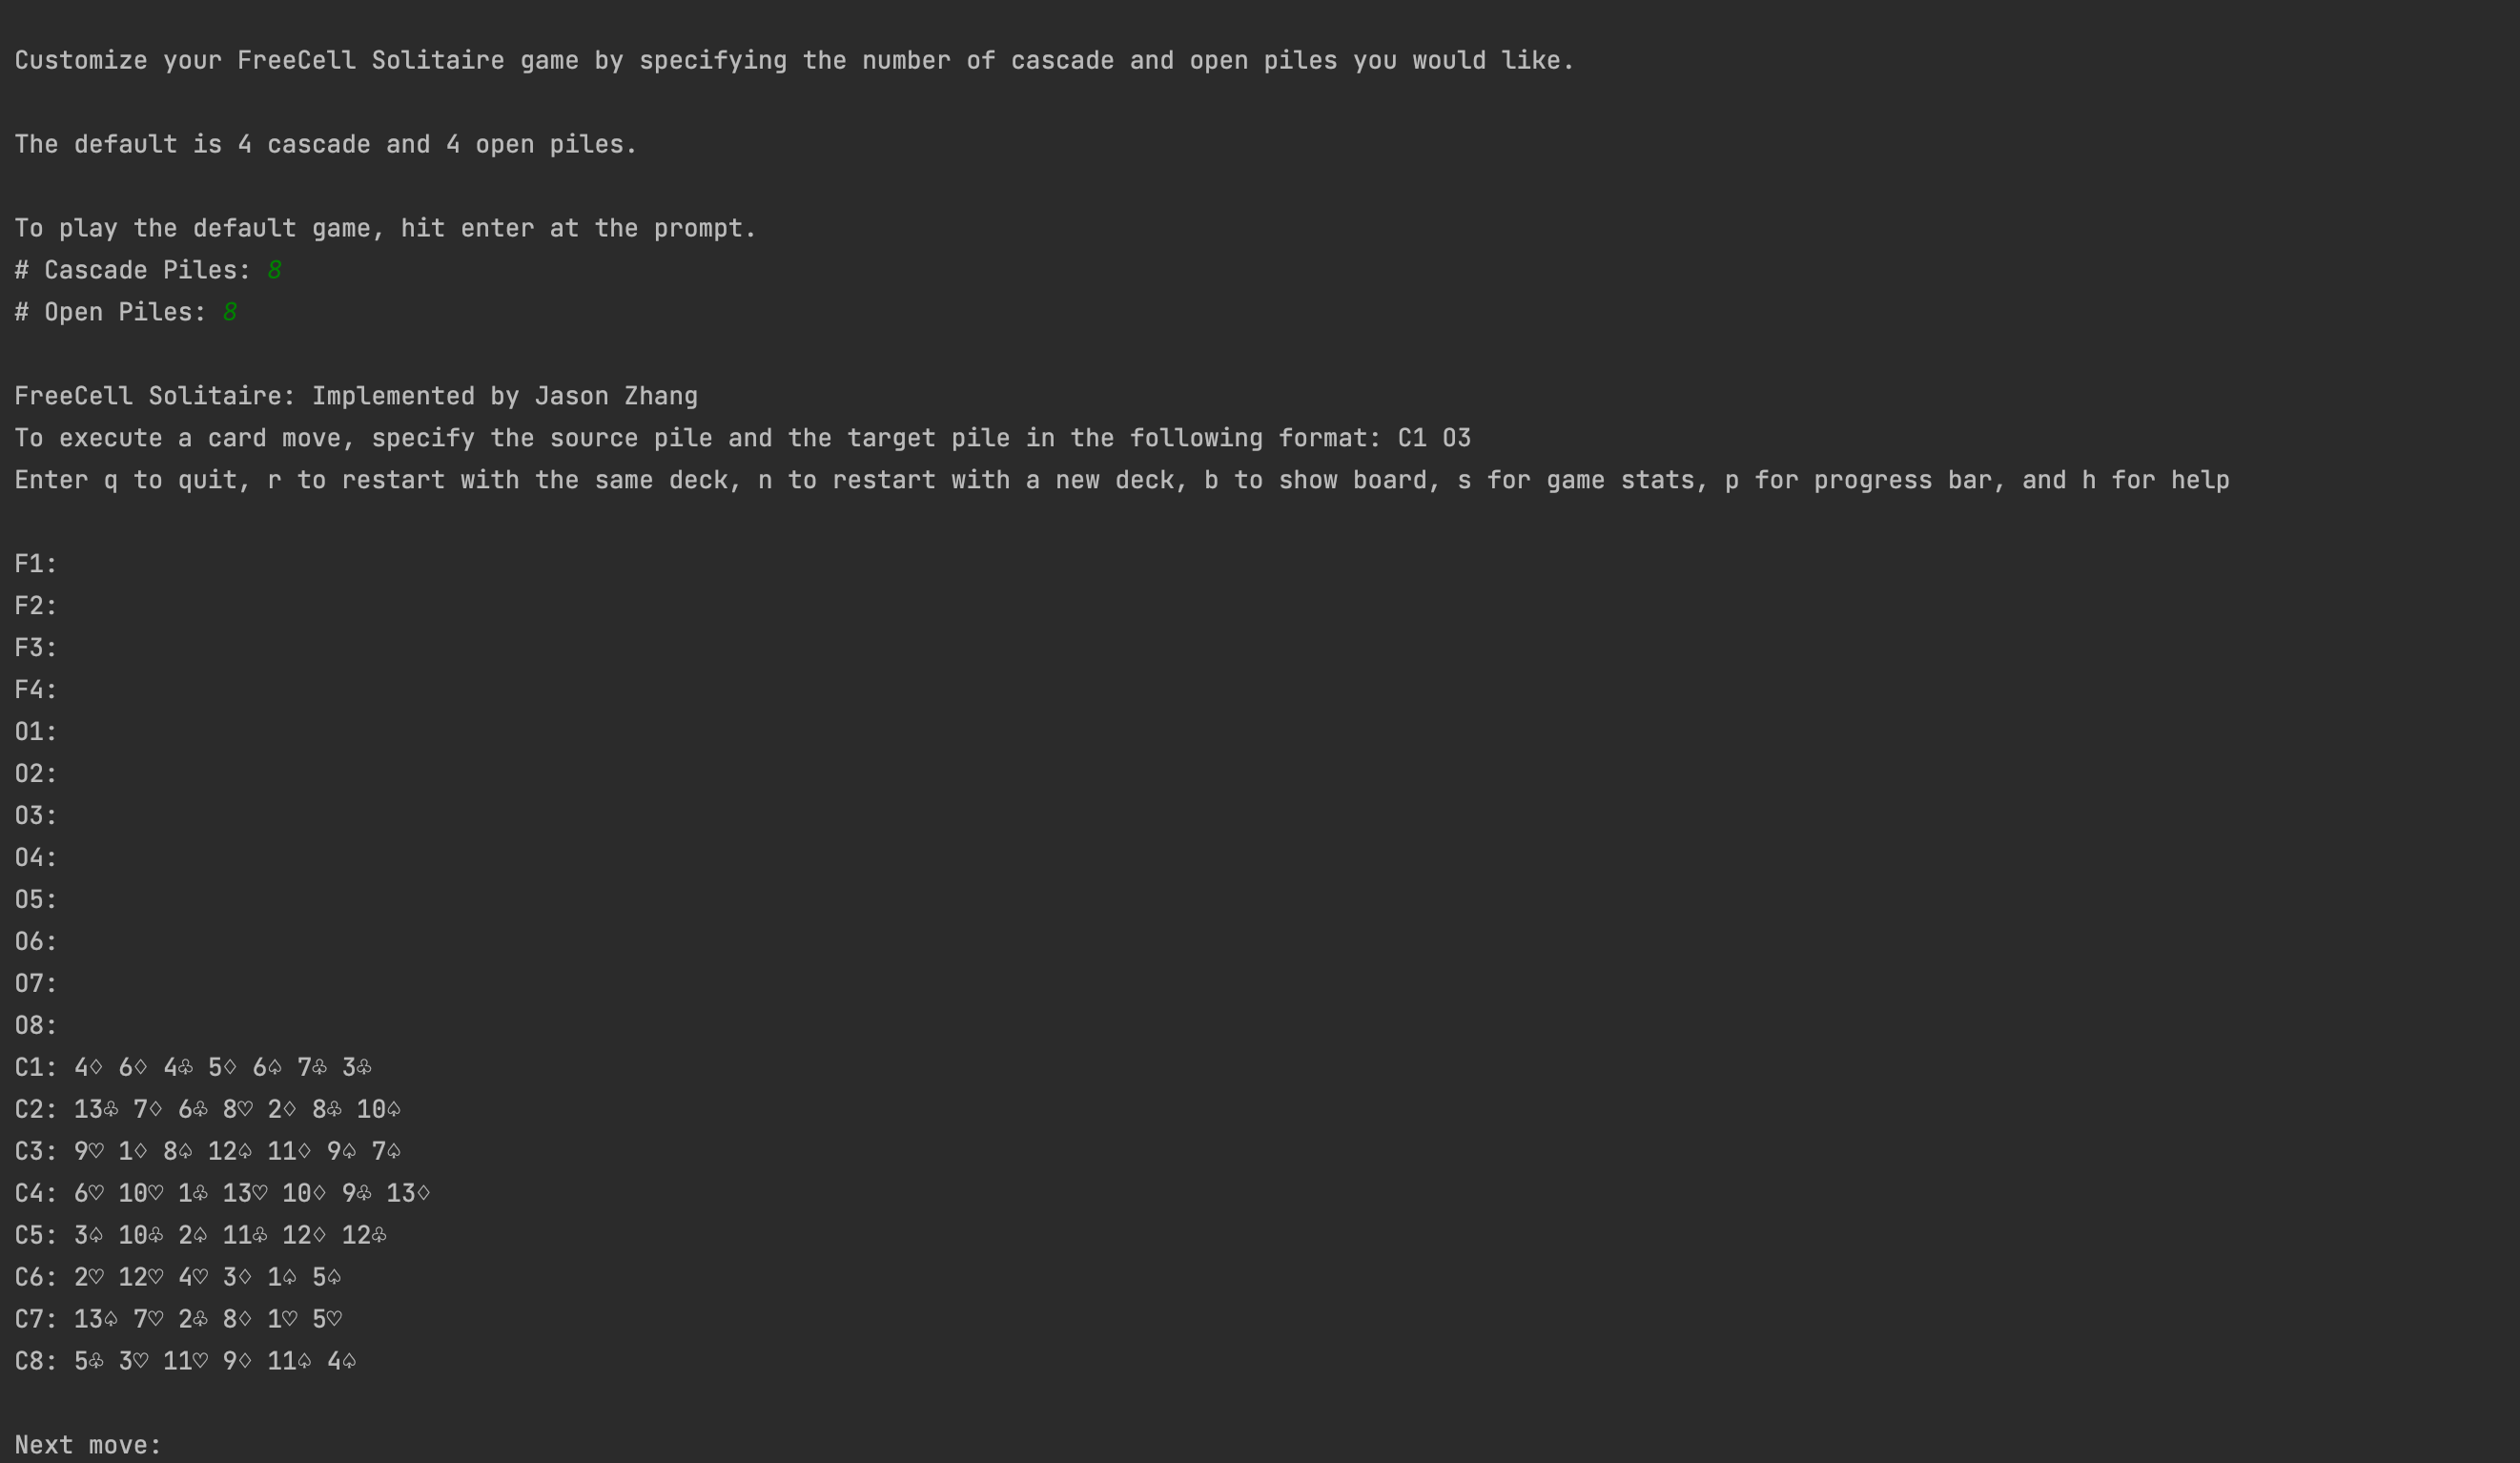 Customize your FreeCell Solitaire game by specifying the number of cascade and open piles you would like.
The default is 4 cascade and 4 open piles.
To play the default game, hit enter at the prompt.
# Cascade Piles: 8
# Open Piles: 8
FreeCell Solitaire: Implemented by Jason Zhang
To execute a card move, specify the source pile and the target pile in the following format: C1 O3
Enter q to quit, r to restart with the same deck, n to restart with a new deck, b to show board, s for game stats, p for progress bar, and h for help
F1:
F2:
F3:
F4:
O1:
O2:
O3:
O4:
O5:
O6:
O7:
O8:
C1: 4♢ 6♢ 4♧ 5♢ 6♤ 7♧ 3♧
C2: 13♧ 7♢ 6♧ 8♡ 2♢ 8♧ 10♤
C3: 9♡ 1♢ 8♤ 12♤ 11♢ 9♤ 7♤
C4: 6♡ 10♡ 1♧ 13♡ 10♢ 9♧ 13♢
C5: 3♤ 10♧ 2♤ 11♧ 12♢ 12♧
C6: 2♡ 12♡ 4♡ 3♢ 1♤ 5♤
C7: 13♤ 7♡ 2♧ 8♢ 1♡ 5♡
C8: 5♧ 3♡ 11♡ 9♢ 11♤ 4♤
Next move: